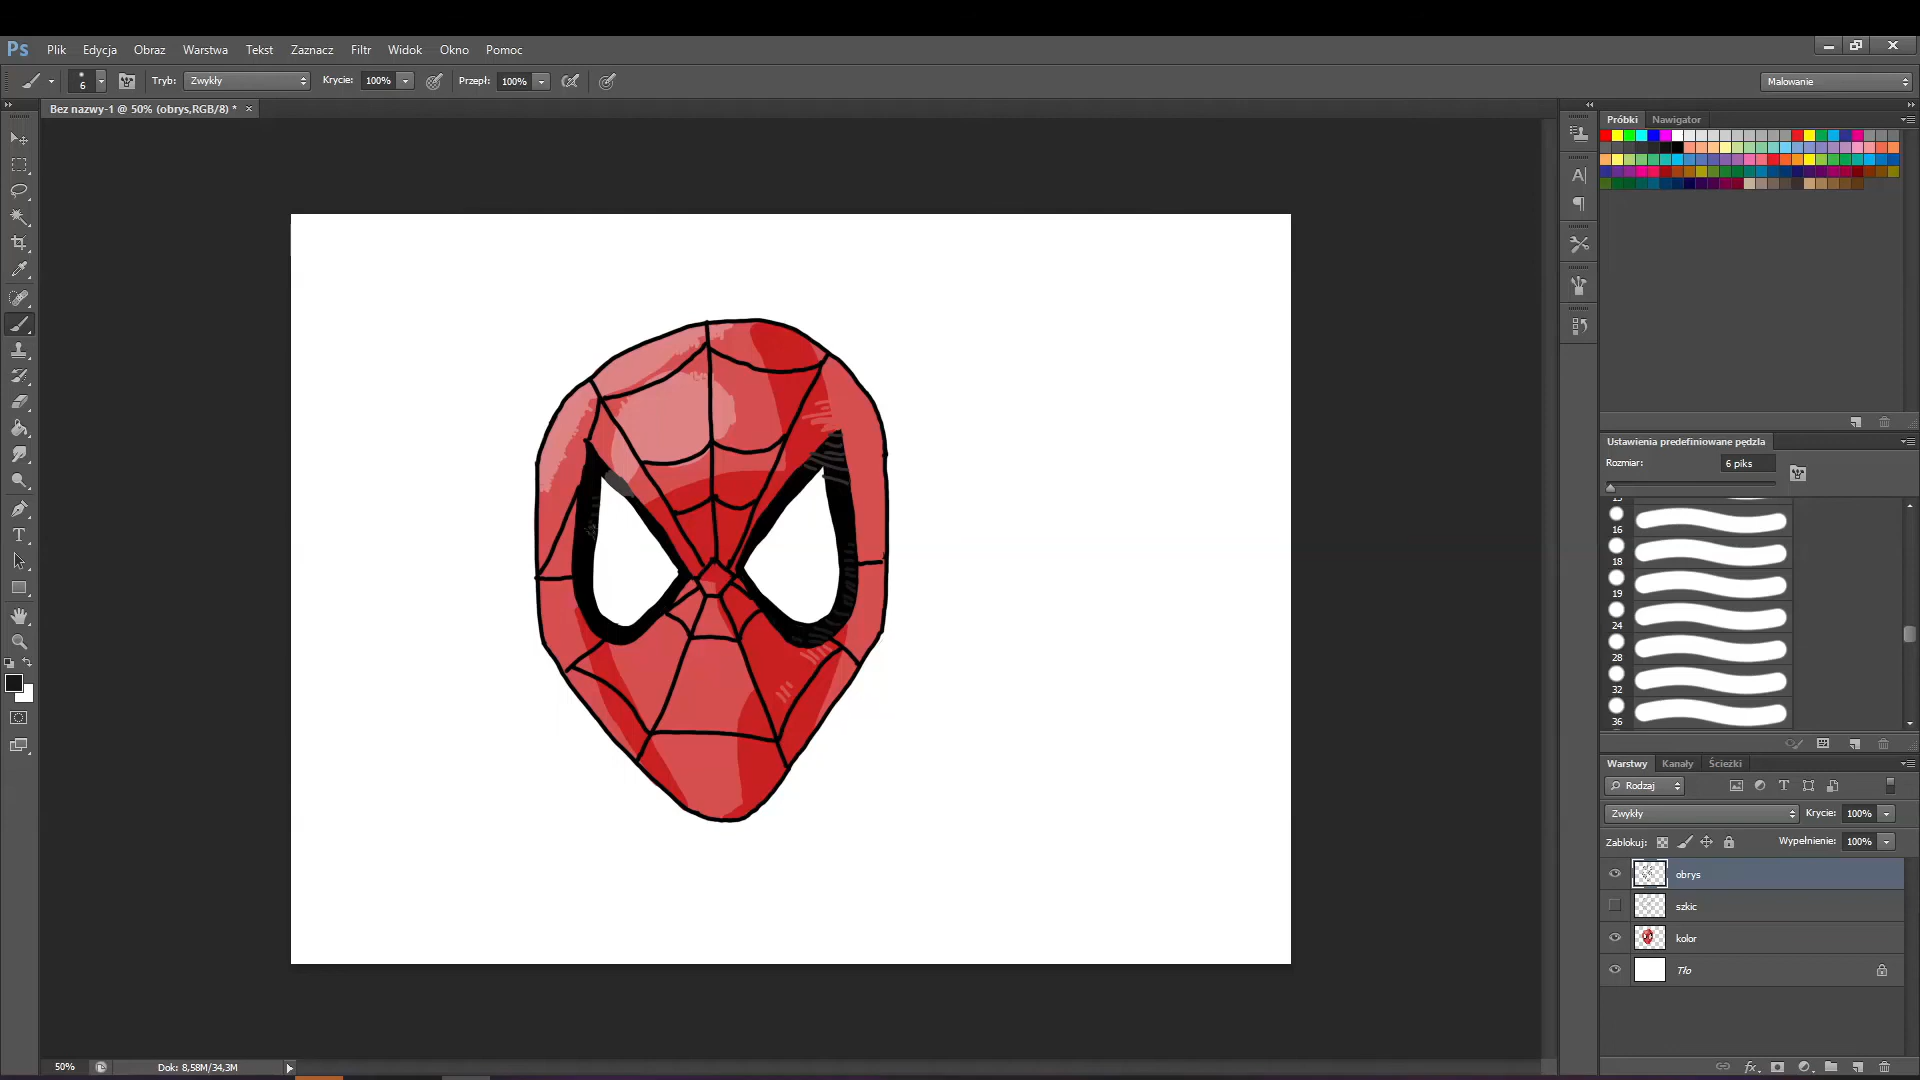 Ps Plik Edycja Obraz Warstwa Tekst Zaznacz Filtr Widok Okno Pomoc
6 Tryb: Zwykły Krycie: 100% Przepł: 100% Malowanie
Bez nazwy-1 @ 50% (obrys,RGB/8) * ×
Próbki Nawigator
Ustawienia predefiniowane pędzla
Rozmiar: 6 piks
16
18
19
24
28
32
36
Warstwy Kanały Ścieżki
Rodzaj
Zwykły Krycie: 100%
Zablokuj: Wypełnienie: 100%
obrys
szkic
kolor
Tło
50% Dok: 8,58M/34,3M